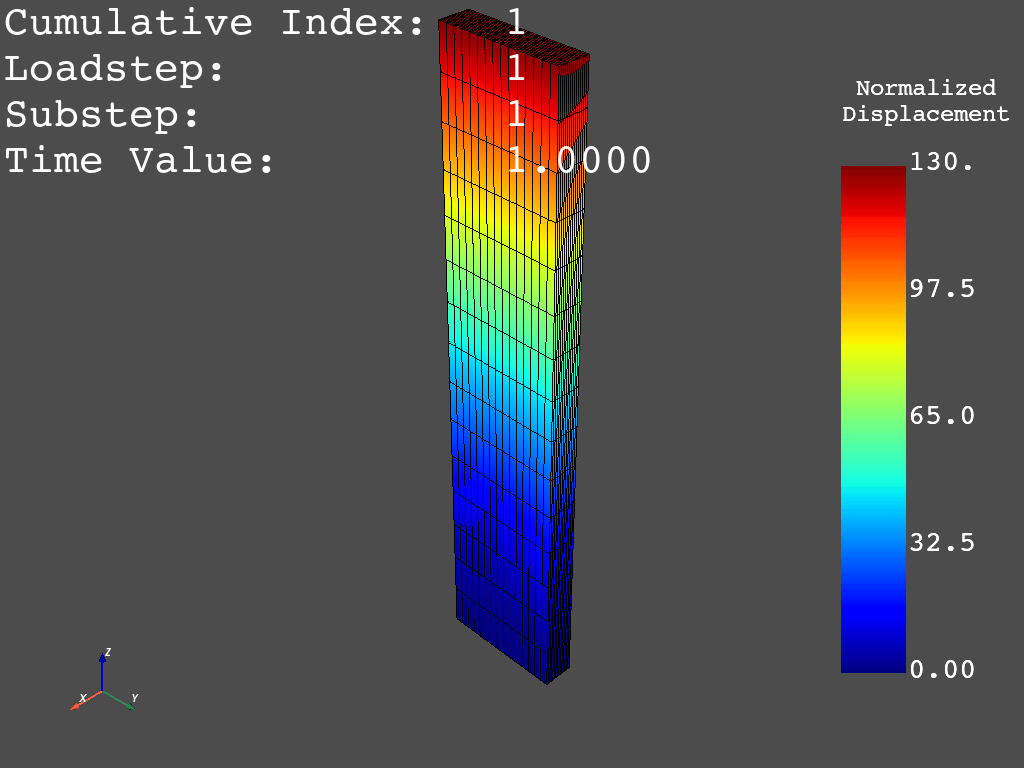 Cumulative Index: 1
Loadstep: 1
Substep: 1
Time Value: 1.0000
Normalized
Displacement
130.
97.5
65.0
32.5
0.00
Z
X
Y